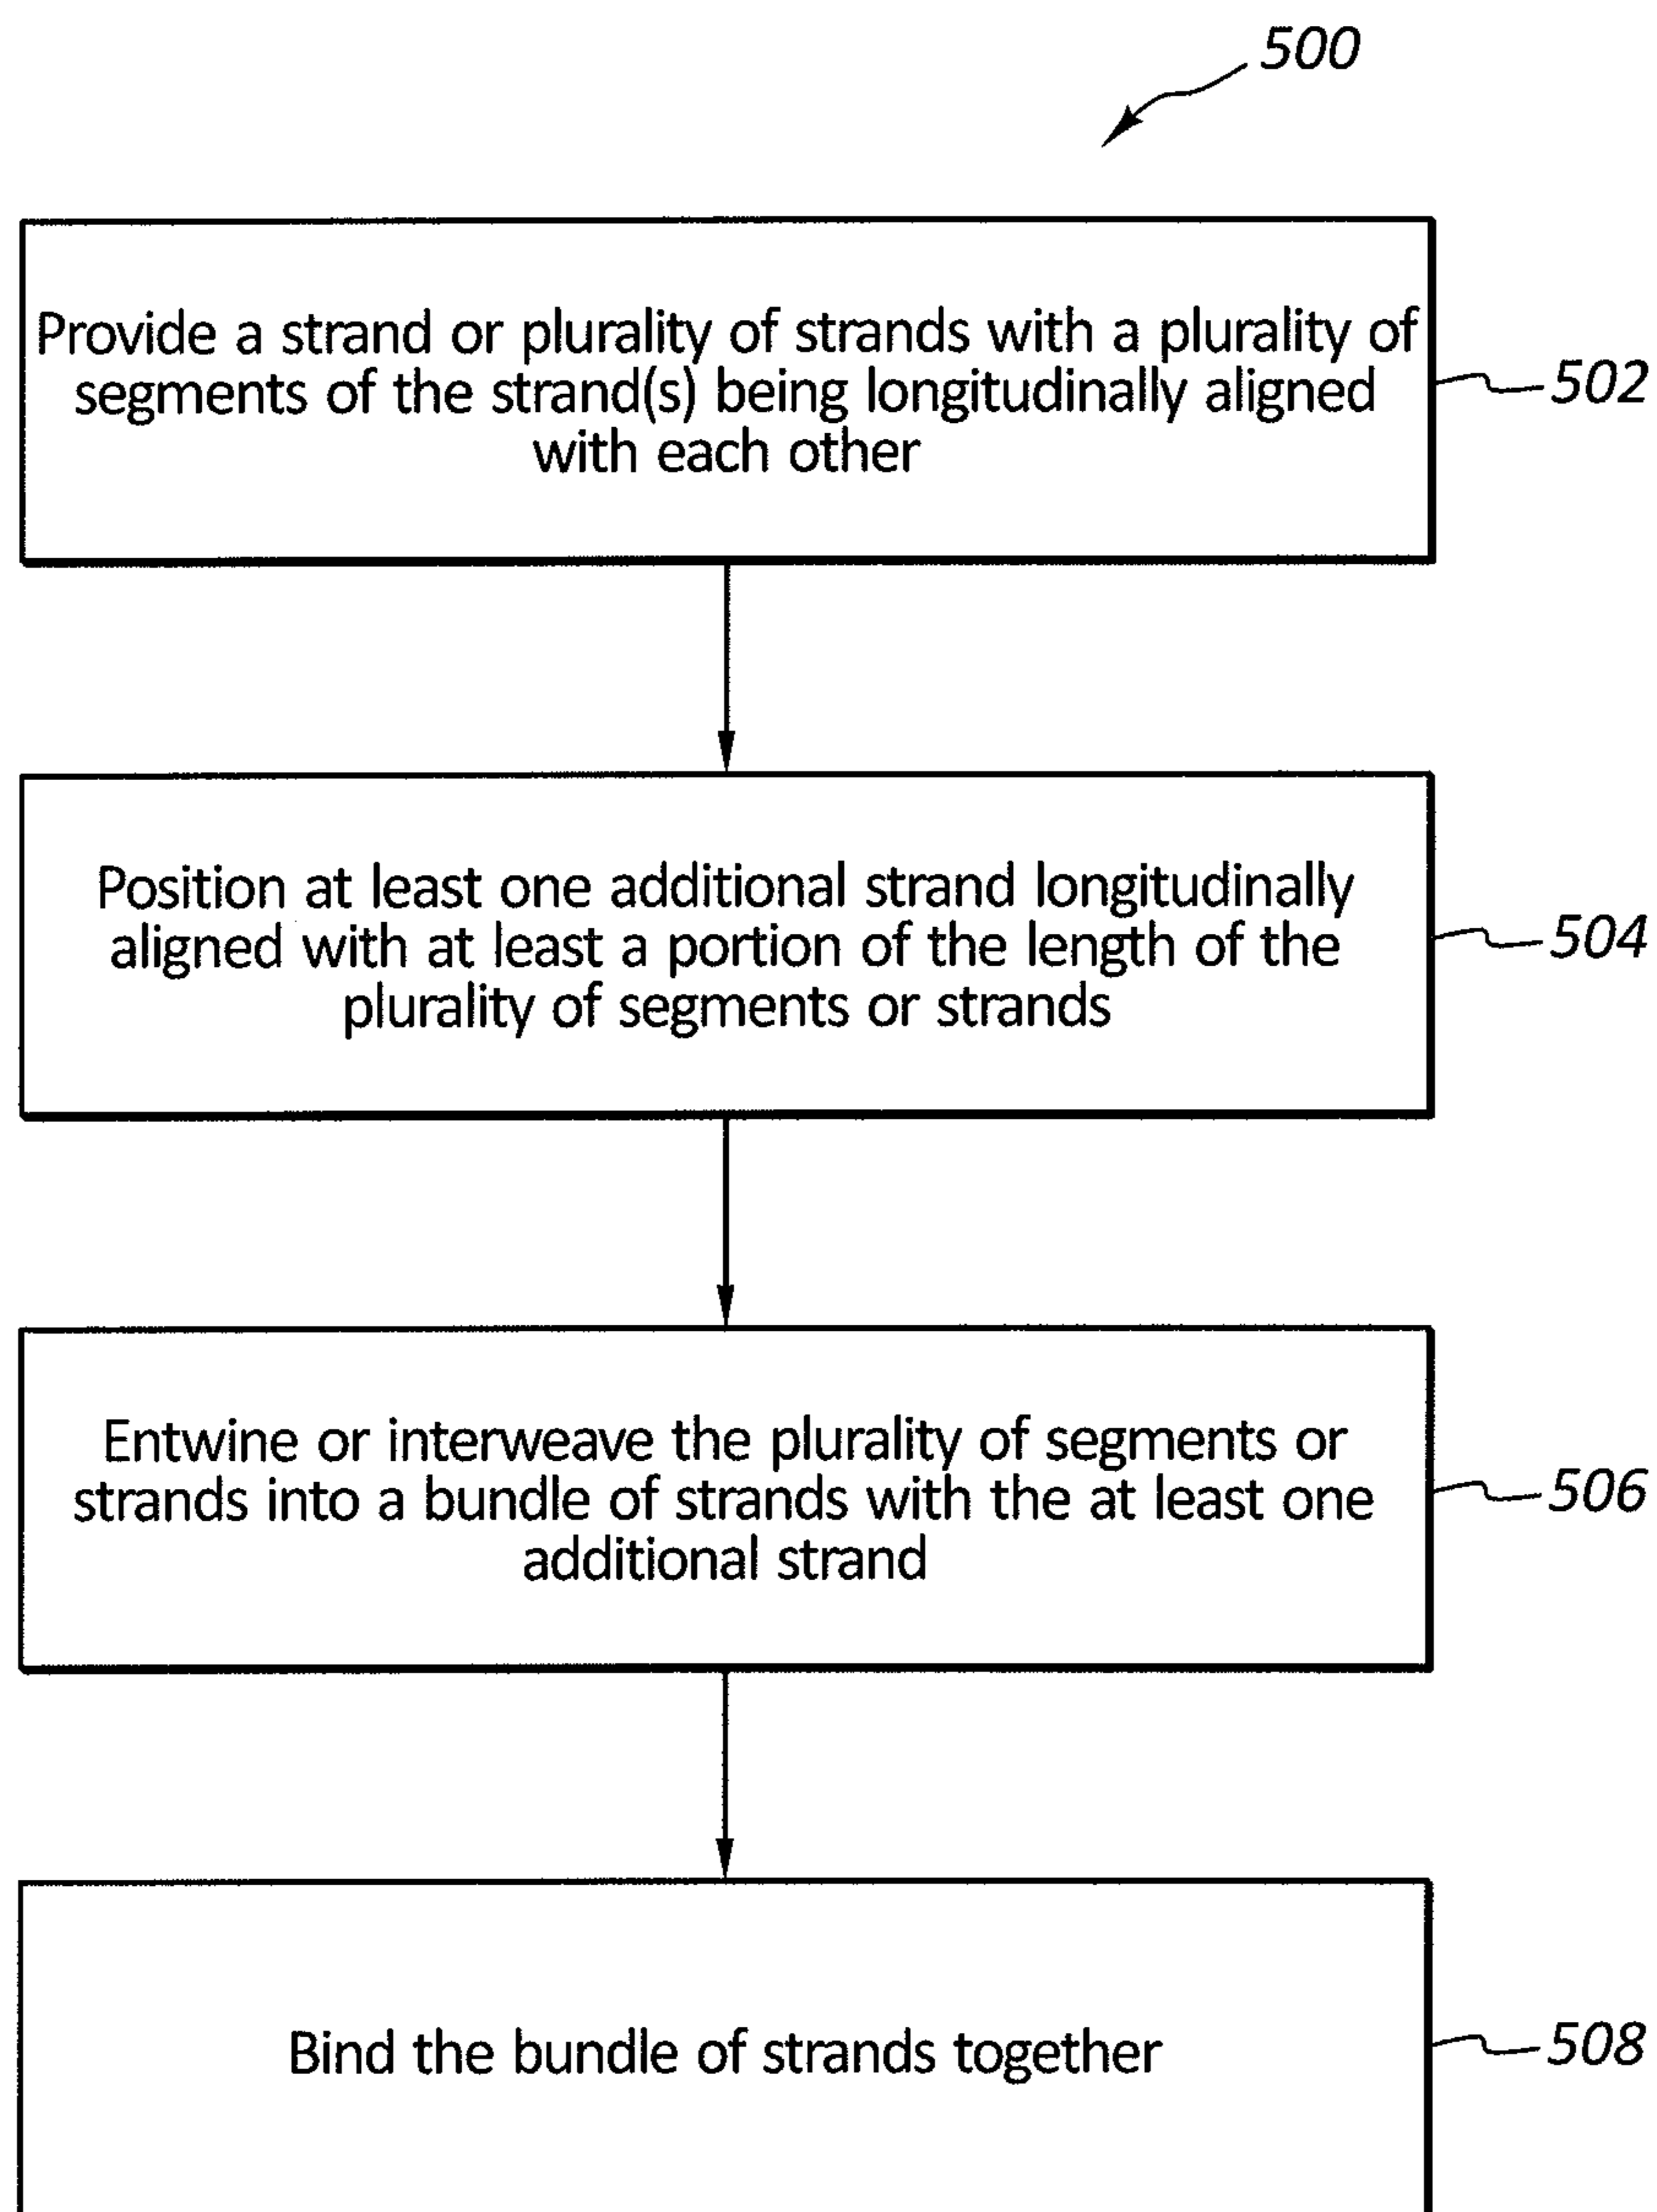 500
Provide a strand or plurality of strands with a plurality of
segments of the strand(s) being longitudinally aligned
with each other
502
Position at least one additional strand longitudinally
aligned with at least a portion of the length of the
plurality of segments or strands
504
Entwine or interweave the plurality of segments or
strands into a bundle of strands with the at least one
additional strand
506
Bind the bundle of strands together
508